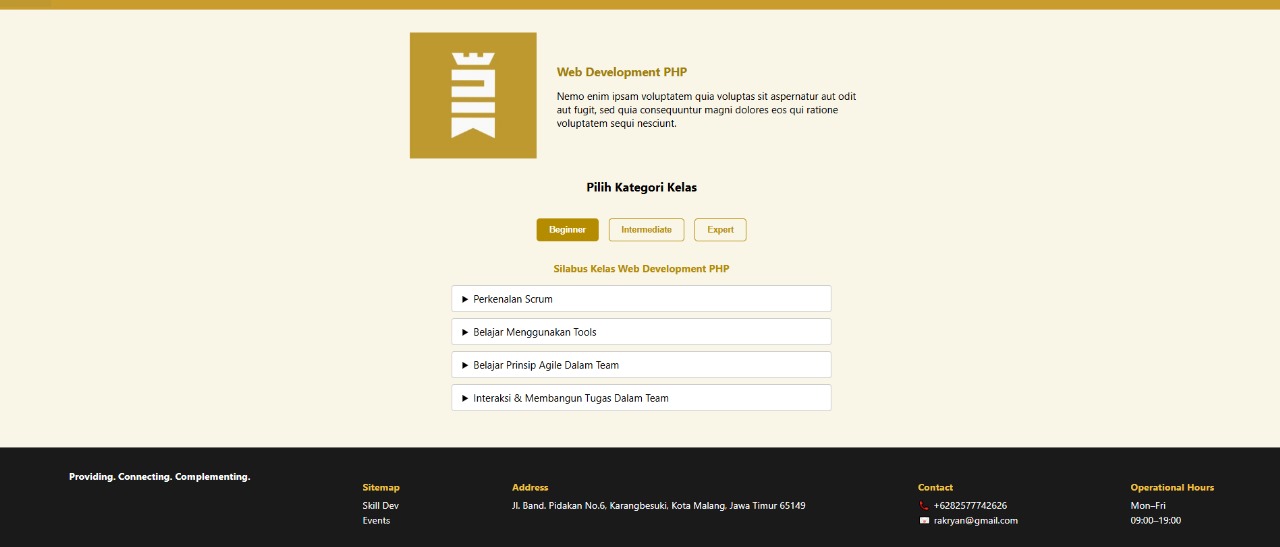 Web Development PHP
Nemo enim ipsam voluptatem quia voluptas sit aspernatur aut odit
aut fugit, sed quia consequuntur magni dolores eos qui ratione
voluptatem sequi nesciunt.
Pilih Kategori Kelas
Beginner
Intermediate
Expert
Silabus Kelas Web Development PHP
Perkenalan Scrum
Belajar Menggunakan Tools
Belajar Prinsip Agile Dalam Team
Interaksi & Membangun Tugas Dalam Team
Providing. Connecting. Complementing.
Sitemap
Skill Dev
Events
Address
Jl. Band. Pidakan No.6, Karangbesuki, Kota Malang, Jawa Timur 65149
Contact
+6282577742626
rakryan@gmail.com
Operational Hours
Mon–Fri
09:00–19:00